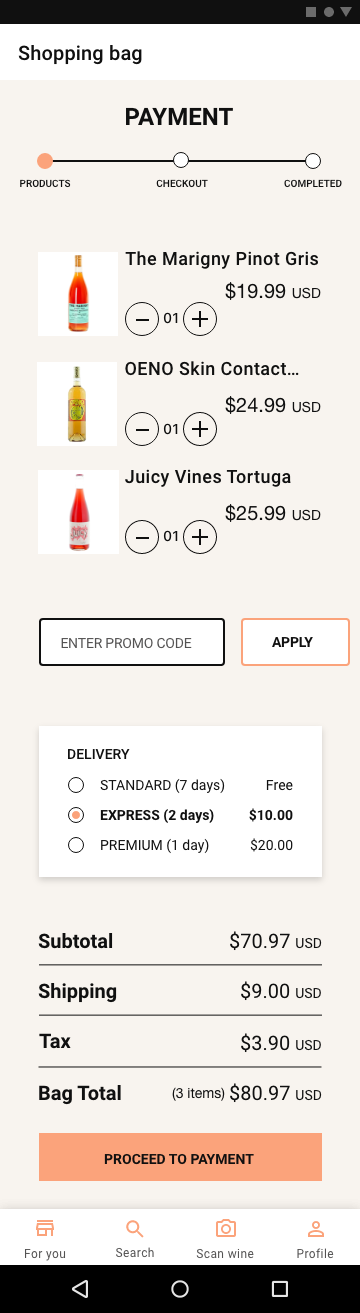 Shopping bag
PAYMENT
PRODUCTS CHECKOUT COMPLETED
The Marigny Pinot Gris
$19.99 USD
01
OENO Skin Contact...
$24.99 USD
01
Juicy Vines Tortuga
$25.99 USD
01
ENTER PROMO CODE APPLY
DELIVERY
STANDARD (7 days) Free
EXPRESS (2 days) $10.00
PREMIUM (1 day) $20.00
Subtotal $70.97 USD
Shipping $9.00 USD
Tax $3.90 USD
Bag Total (3 items) $80.97 USD
PROCEED TO PAYMENT
For you Search Scan wine Profile